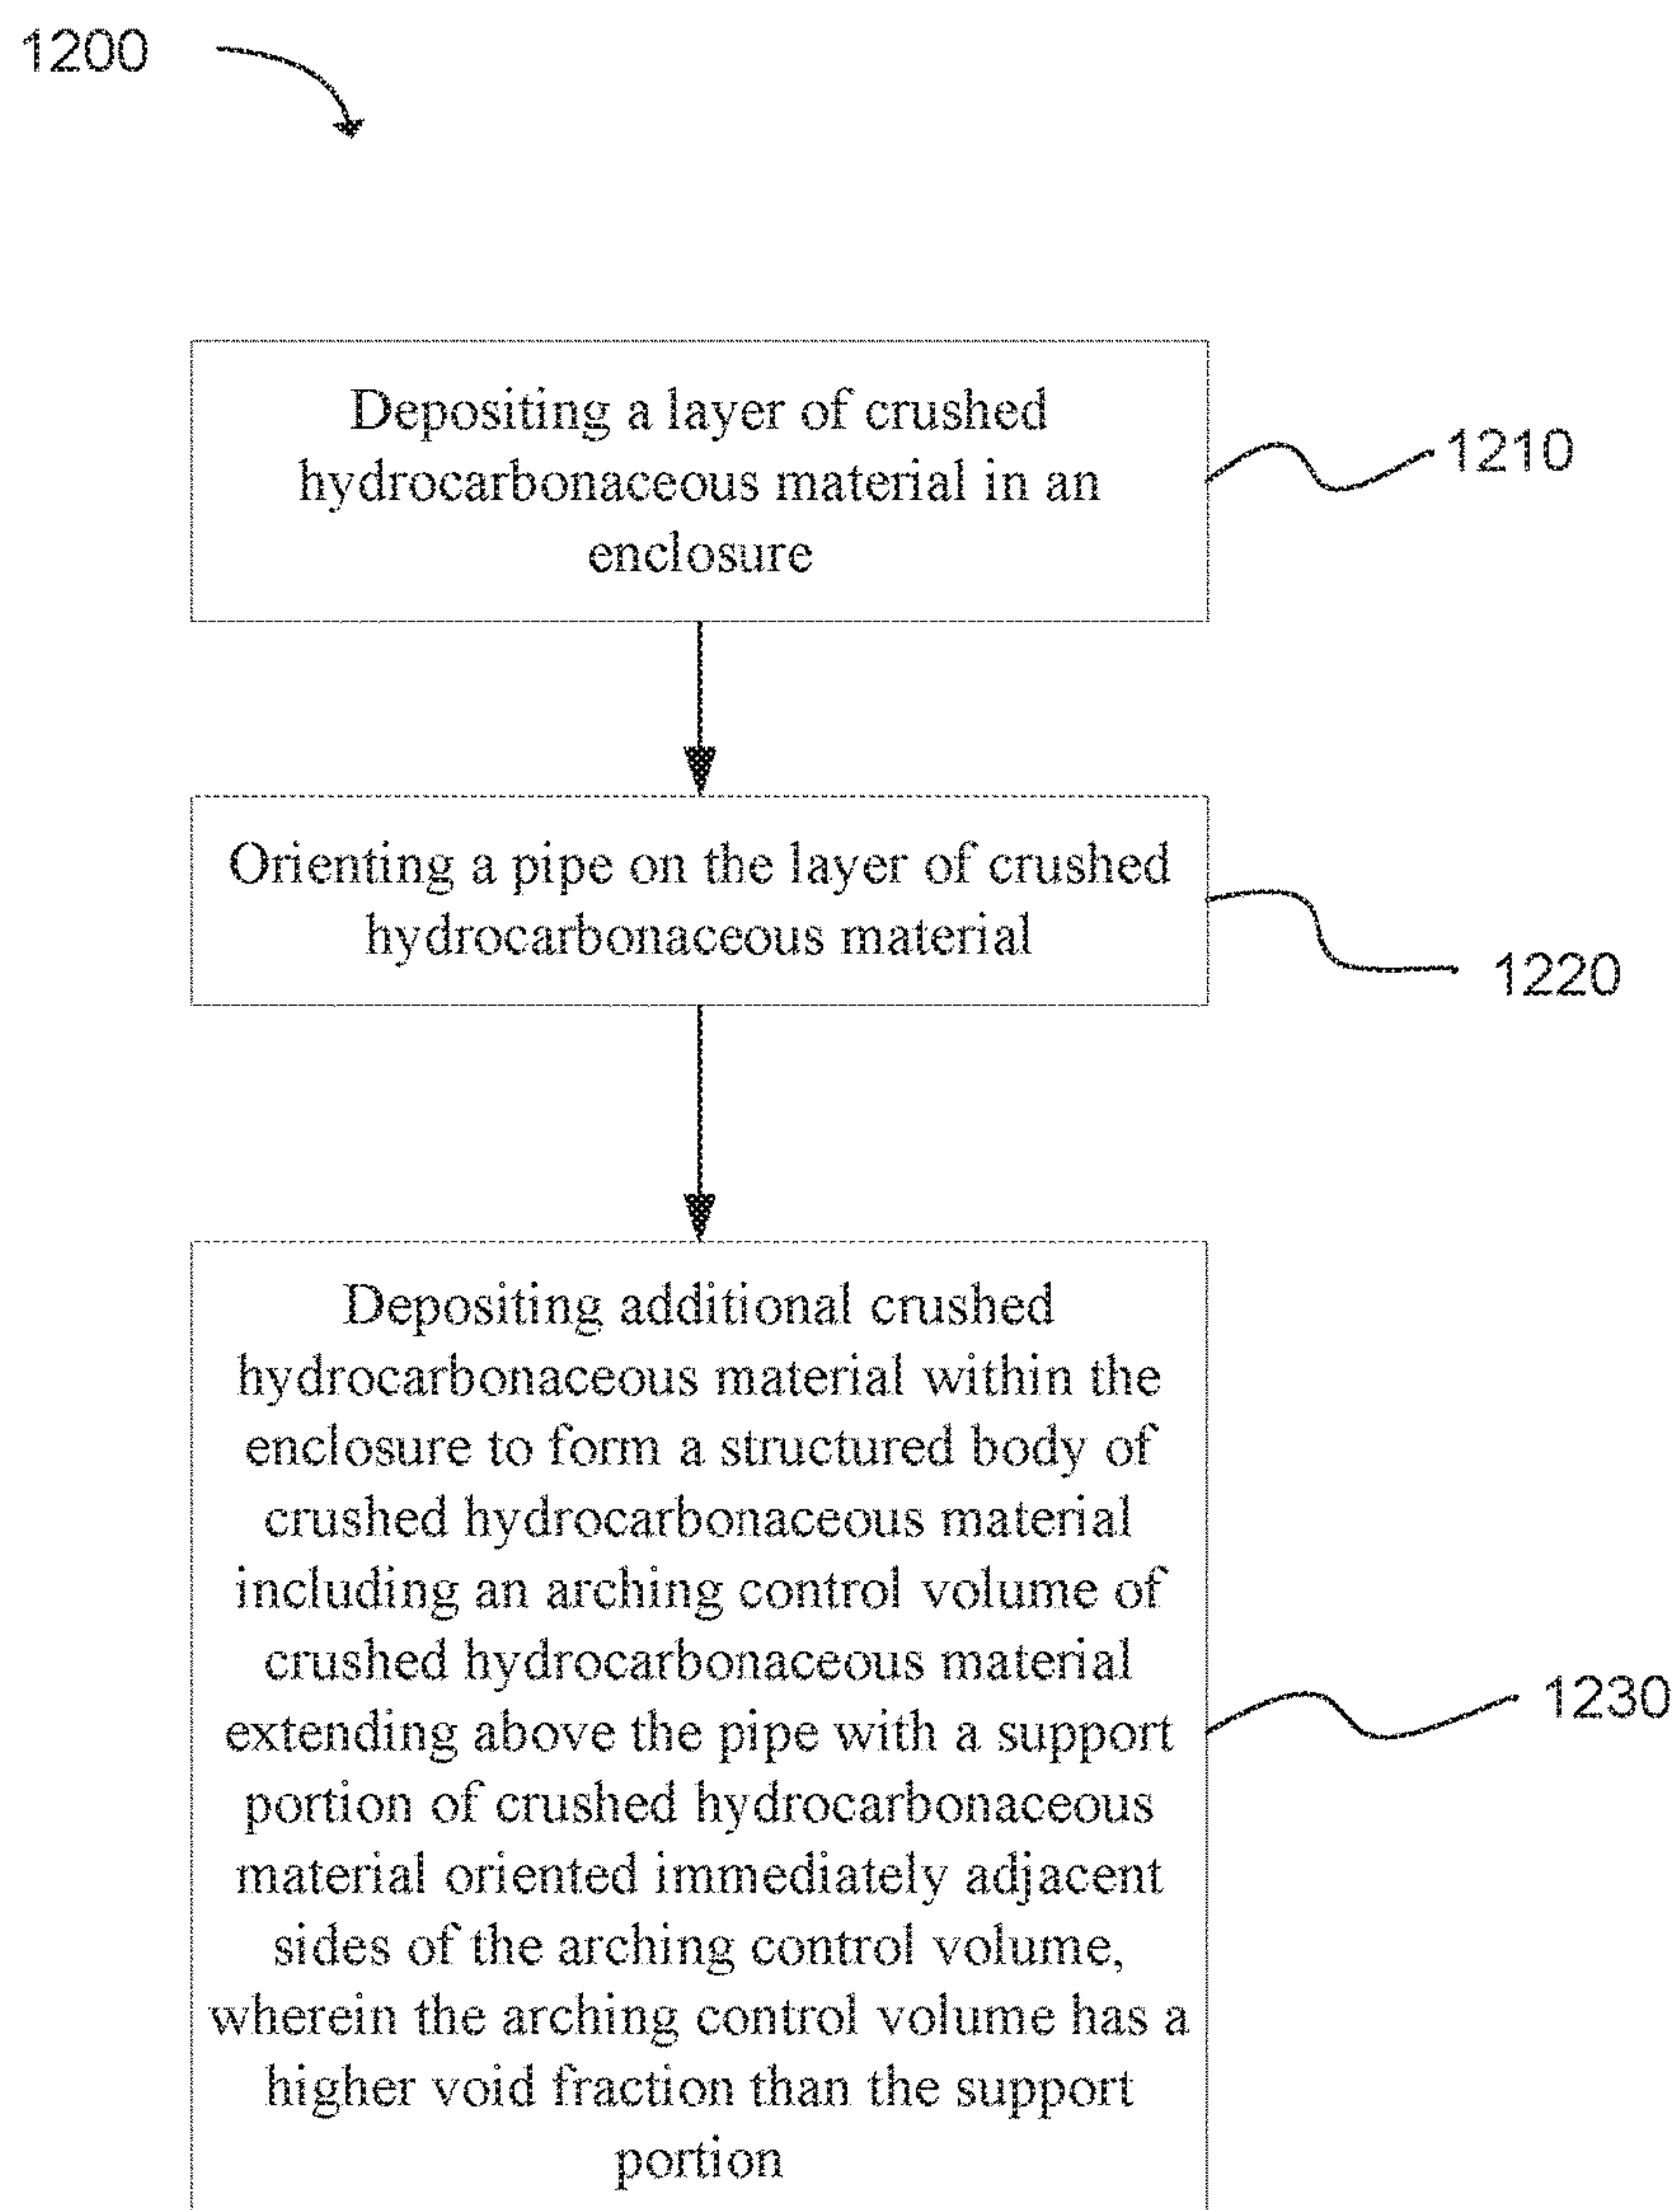 1200
Depositing a layer of crushed
hydrocarbonaceous material in an
enclosure
1210
Orienting a pipe on the layer of crushed
hydrocarbonaceous material
1220
Depositing additional crushed
hydrocarbonaceous material within the
enclosure to form a structured body of
crushed hydrocarbonaceous material
including an arching control volume of
crushed hydrocarbonaceous material
extending above the pipe with a support
portion of crushed hydrocarbonaceous
material oriented immediately adjacent
sides of the arching control volume,
wherein the arching control volume has a
higher void fraction than the support
portion
1230